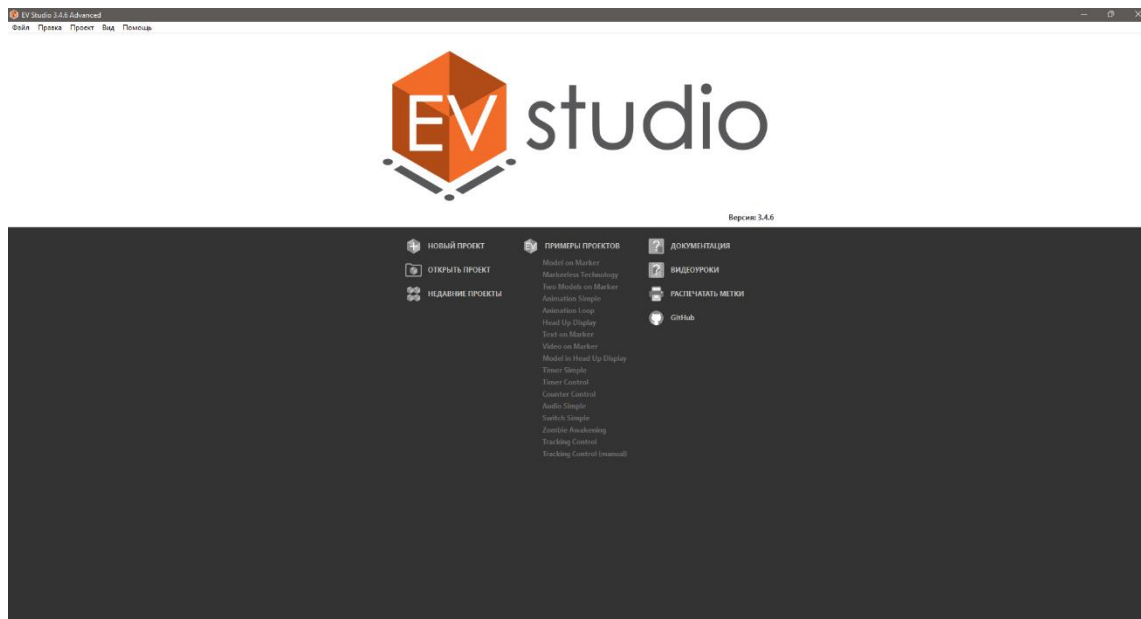 EV Studio 3.4.6 Advanced
Файл Правка Проект Вид Помощь
EV studio
Версия: 3.4.6
НОВЫЙ ПРОЕКТ
ОТКРЫТЬ ПРОЕКТ
НЕДАВНИЕ ПРОЕКТЫ
ПРИМЕРЫ ПРОЕКТОВ
Model on Marker
Markerless Technology
Two Models on Marker
Animation Simple
Animation Loop
Head Up Display
Text on Marker
Video on Marker
Model in Head Up Display
Timer Simple
Timer Control
Counter Control
Audio Simple
Switch Simple
Zombie Awakening
Tracking Control
Tracking Control (manual)
ДОКУМЕНТАЦИЯ
ВИДЕОУРОКИ
РАСПЕЧАТАТЬ МЕТКИ
GitHub